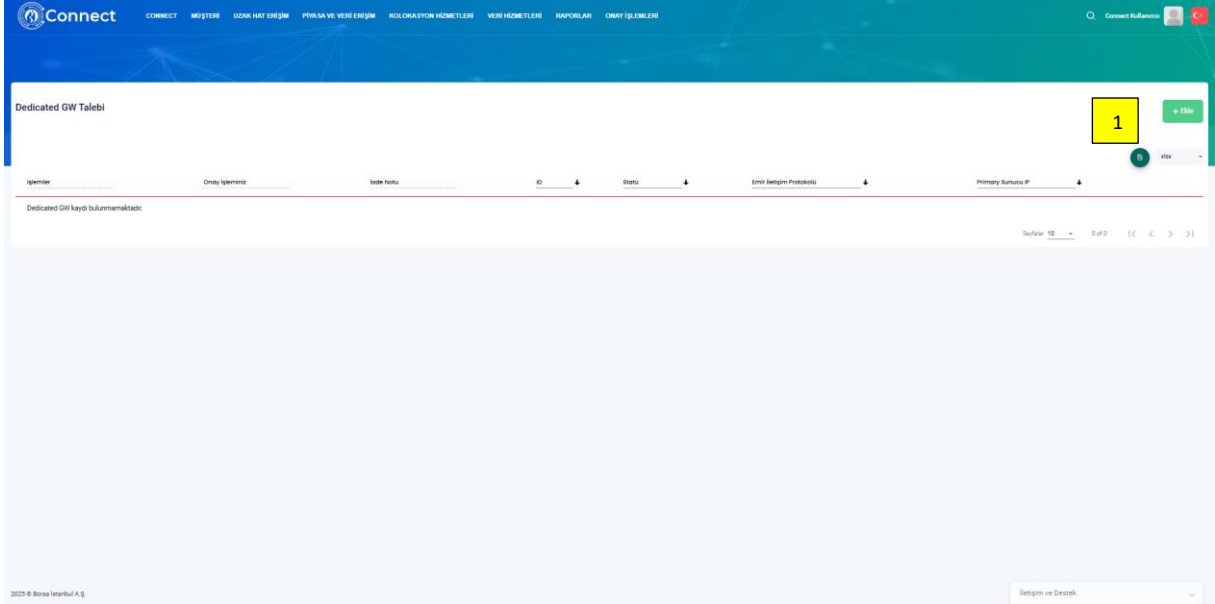 Connect CONNECT MÜŞTERİ UZAK HAT ERİŞİM PİYASA VE VERİ ERİŞİM KOLOKASYON HİZMETLERİ VERİ HİZMETLERİ RAPORLAR ONAY İŞLEMLERİ Connect Kullanıcısı
Dedicated GW Talebi
1
+ Ekle
xlsx
İşlemler Onay İşleminiz İade Notu ID Statü Emir İletişim Protokolü Primary Sunucu IP
Dedicated GW kaydı bulunmamaktadır.
Sayfalar 10 0 of 0
2025 © Borsa İstanbul A.Ş.
İletişim ve Destek